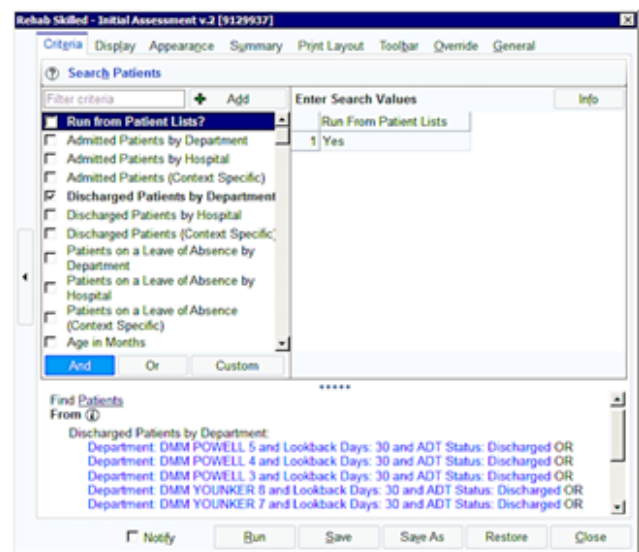 Rehab Skilled - Initial Assessment v.2 [9129937]
Criteria Display Appearance Summary Print Layout Toolbar Override General
Search Patients
Filter criteria Add Enter Search Values Info
Run from Patient Lists? Run From Patient Lists
Admitted Patients by Department 1 Yes
Admitted Patients by Hospital
Admitted Patients (Context Specific)
Discharged Patients by Department
Discharged Patients by Hospital
Discharged Patients (Context Specific)
Patients on a Leave of Absence by
Department
Patients on a Leave of Absence by
Hospital
Patients on a Leave of Absence
(Context Specific)
Age in Months
And Or Custom
Find Patients
From
Discharged Patients by Department:
Department: DMM POWELL 5 and Lookback Days: 30 and ADT Status: Discharged OR
Department: DMM POWELL 4 and Lookback Days: 30 and ADT Status: Discharged OR
Department: DMM POWELL 3 and Lookback Days: 30 and ADT Status: Discharged OR
Department: DMM YOUNKER 8 and Lookback Days: 30 and ADT Status: Discharged OR
Department: DMM YOUNKER 7 and Lookback Days: 30 and ADT Status: Discharged OR
Notify Run Save Save As Restore Close